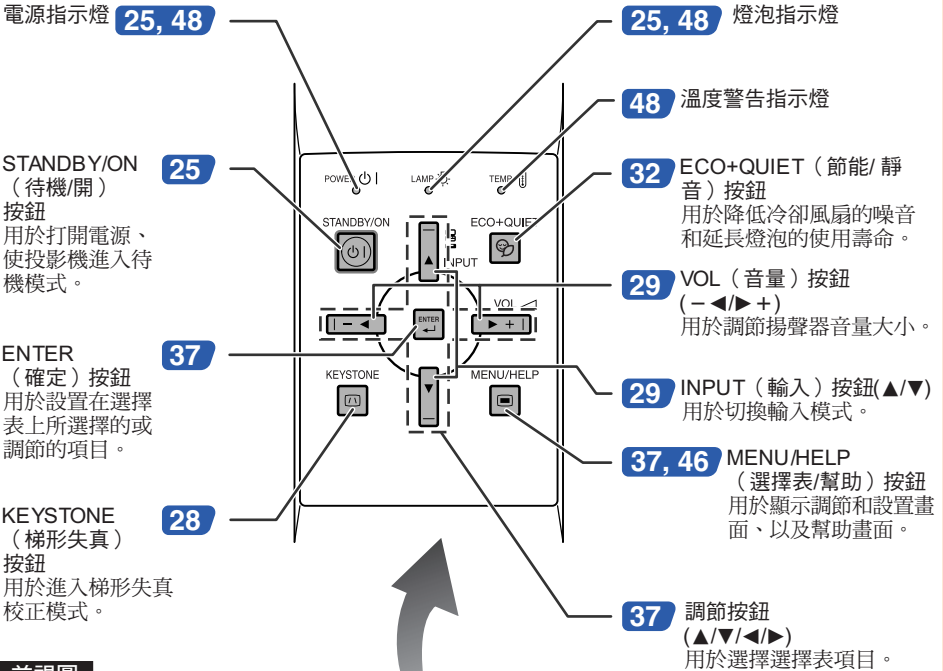 電源指示燈 25, 48
25, 48 燈泡指示燈
48 溫度警告指示燈
STANDBY/ON
（待機/開）
按鈕
用於打開電源、
使投影機進入待
機模式。
25
32 ECO+QUIET（節能/ 靜
音）按鈕
用於降低冷卻風扇的噪音
和延長燈泡的使用壽命。
29 VOL（音量）按鈕
(－◀/▶＋)
用於調節揚聲器音量大小。
ENTER
（確定）按鈕
用於設置在選擇
表上所選擇的或
調節的項目。
37
29 INPUT（輸入）按鈕(▲/▼)
用於切換輸入模式。
37, 46 MENU/HELP
（選擇表/幫助）按鈕
用於顯示調節和設置畫
面、以及幫助畫面。
KEYSTONE
（梯形失真）
按鈕
用於進入梯形失真
校正模式。
28
37 調節按鈕
(▲/▼/◀/▶)
用於選擇選擇表項目。
POWER
LAMP
TEMP
STANDBY/ON
ECO+QUIET
INPUT
VOL
－ ◀
ENTER
▶ +
KEYSTONE
MENU/HELP